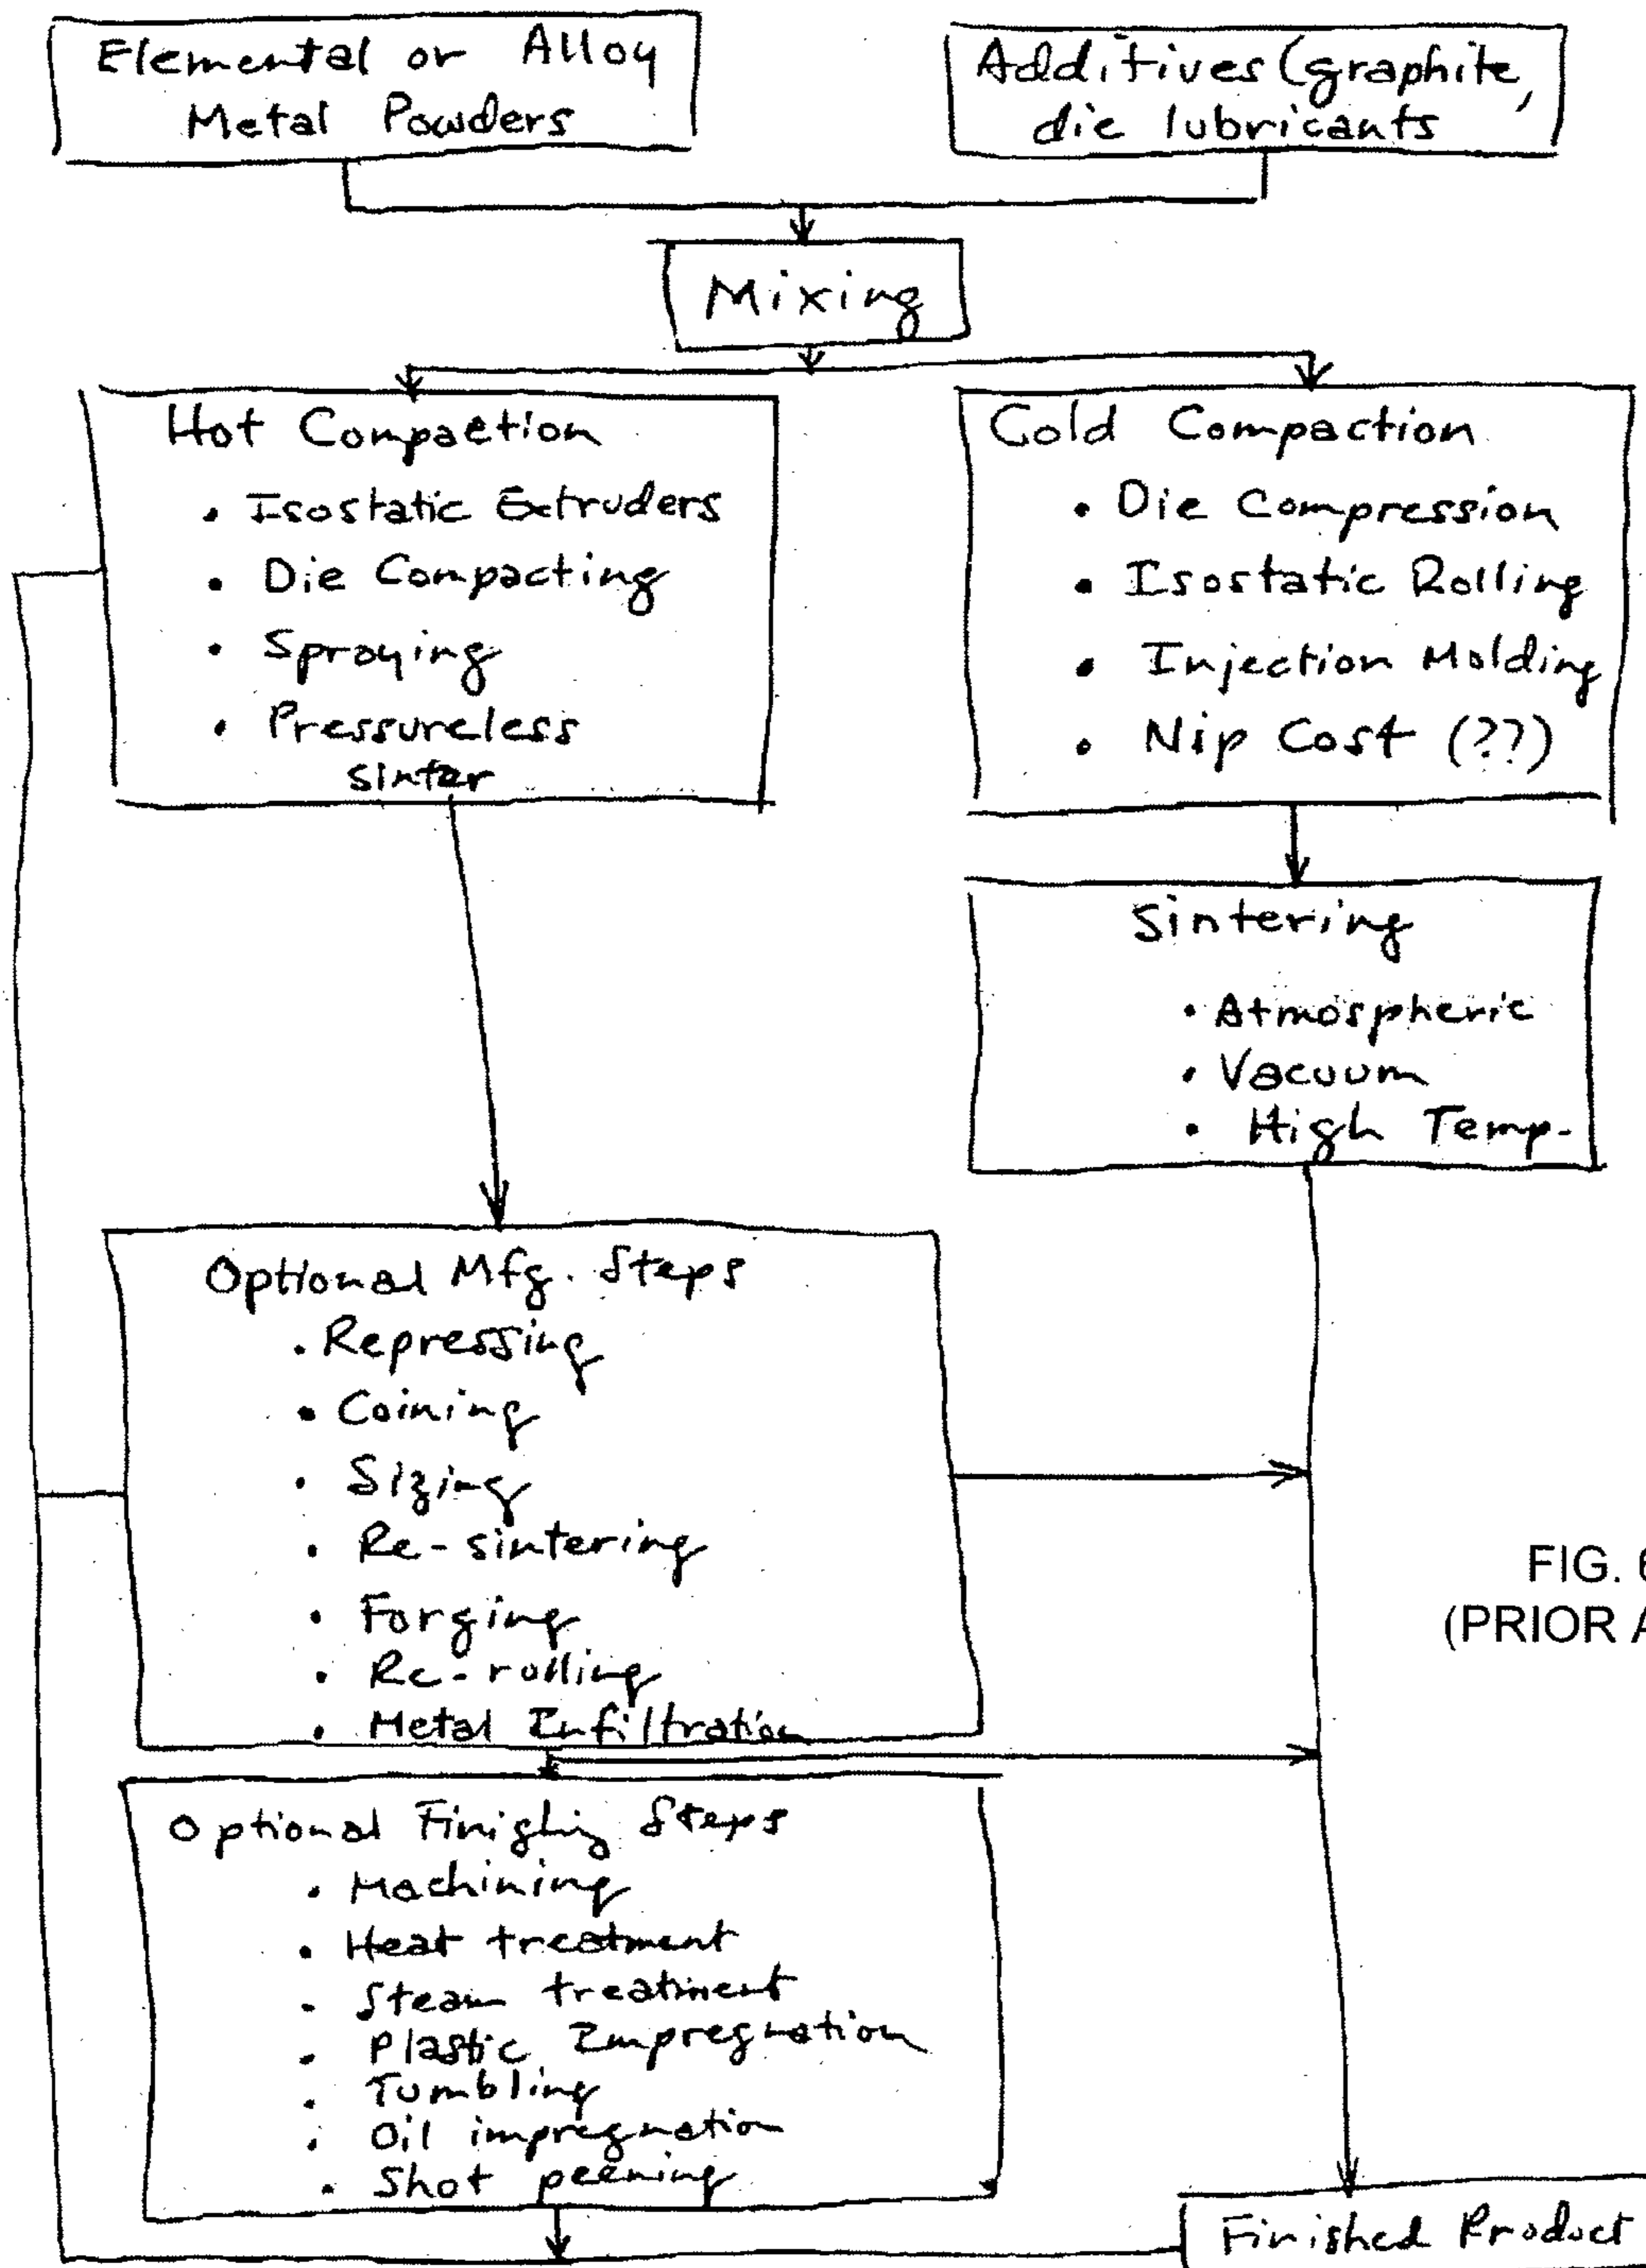 Elemental or Alloy
Metal Powders
Additives (graphite,
die lubricants
Mixing
Hot Compaction
• Isostatic Extruders
• Die Compacting
• Spraying
• Pressureless
sinter
Cold Compaction
• Die Compression
• Isostatic Rolling
• Injection Molding
• Nip Cost (??)
Sintering
• Atmospheric
• Vacuum
• High Temp.
Optional Mfg. Steps
• Repressing
• Coining
• Sizing
• Re-sintering
• Forging
• Re-rolling
• Metal Infiltration
FIG. 6
(PRIOR A
Optional Finishing Steps
• Machining
• Heat treatment
• Steam treatment
• Plastic Impregnation
• Tumbling
• Oil impregnation
• Shot peening
Finished Product